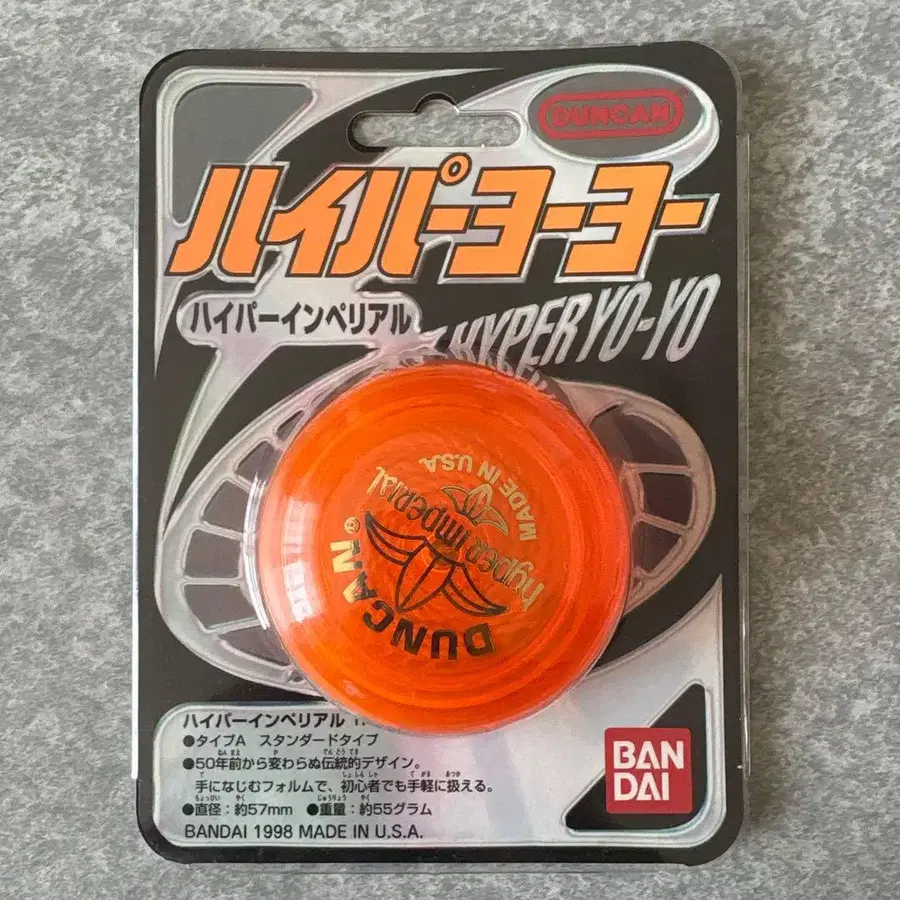 DUNCAN®
ハイパーヨーヨー
ハイパーインペリアル
HYPER YO-YO
MADE IN U.S.A.
hyper imperial
DUNCAN®
ハイパーインペリアル
●タイプA スタンダードタイプ
●50年前から変わらぬ伝統的デザイン。
手になじむフォルムで、初心者でも手軽に扱える。
●直径：約57mm ●重量：約55グラム
BANDAI 1998 MADE IN U.S.A.
BAN
DAI